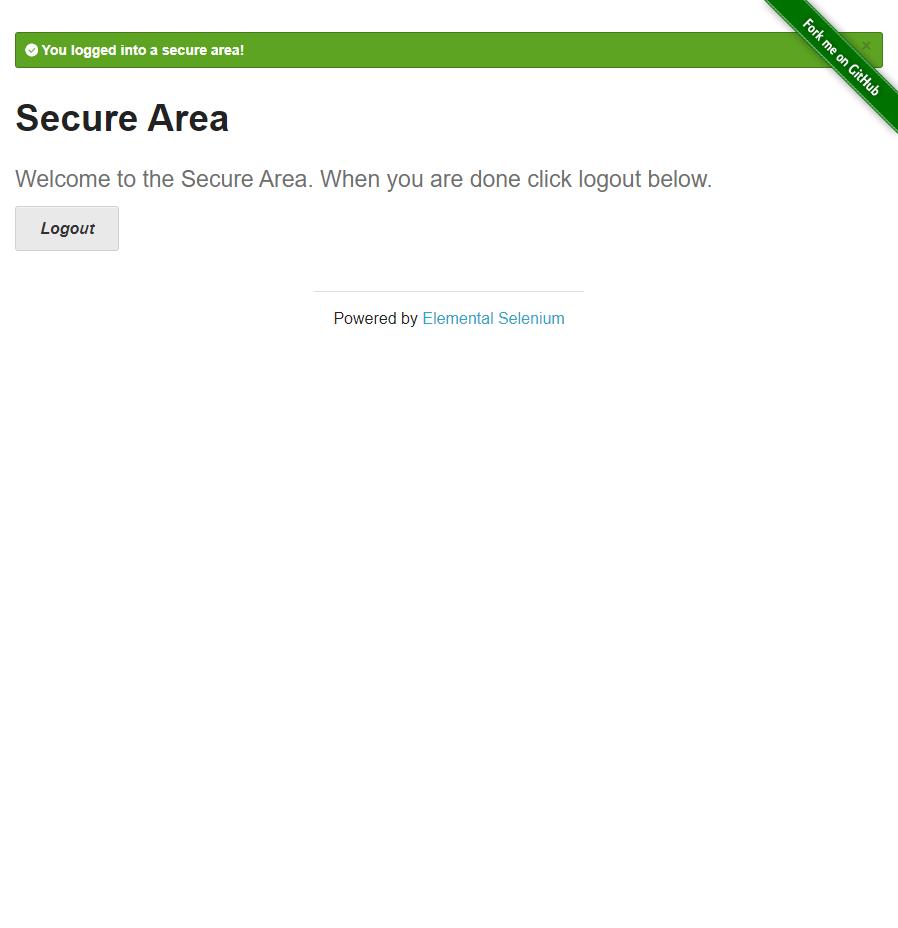 You logged into a secure area!
×
Fork me on GitHub
Secure Area
Welcome to the Secure Area. When you are done click logout below.
Logout
Powered by Elemental Selenium